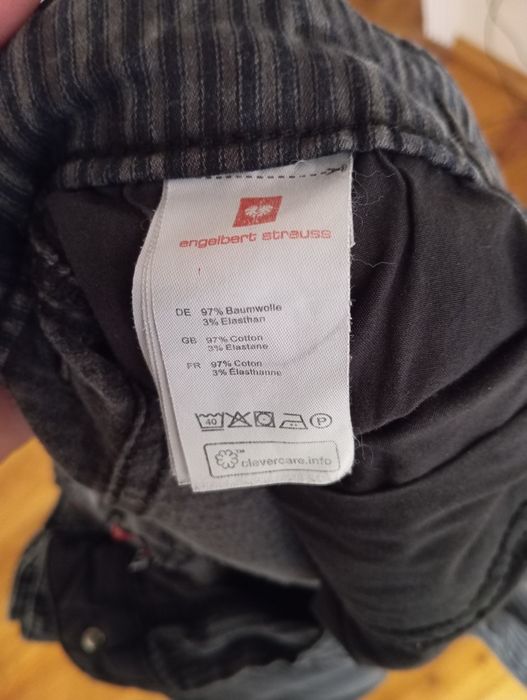 engelbert strauss
DE 97% Baumwolle
3% Elasthan
GB 97% Cotton
3% Elastane
FR 97% Coton
3% Élasthanne
40 P
™
clevercare.info